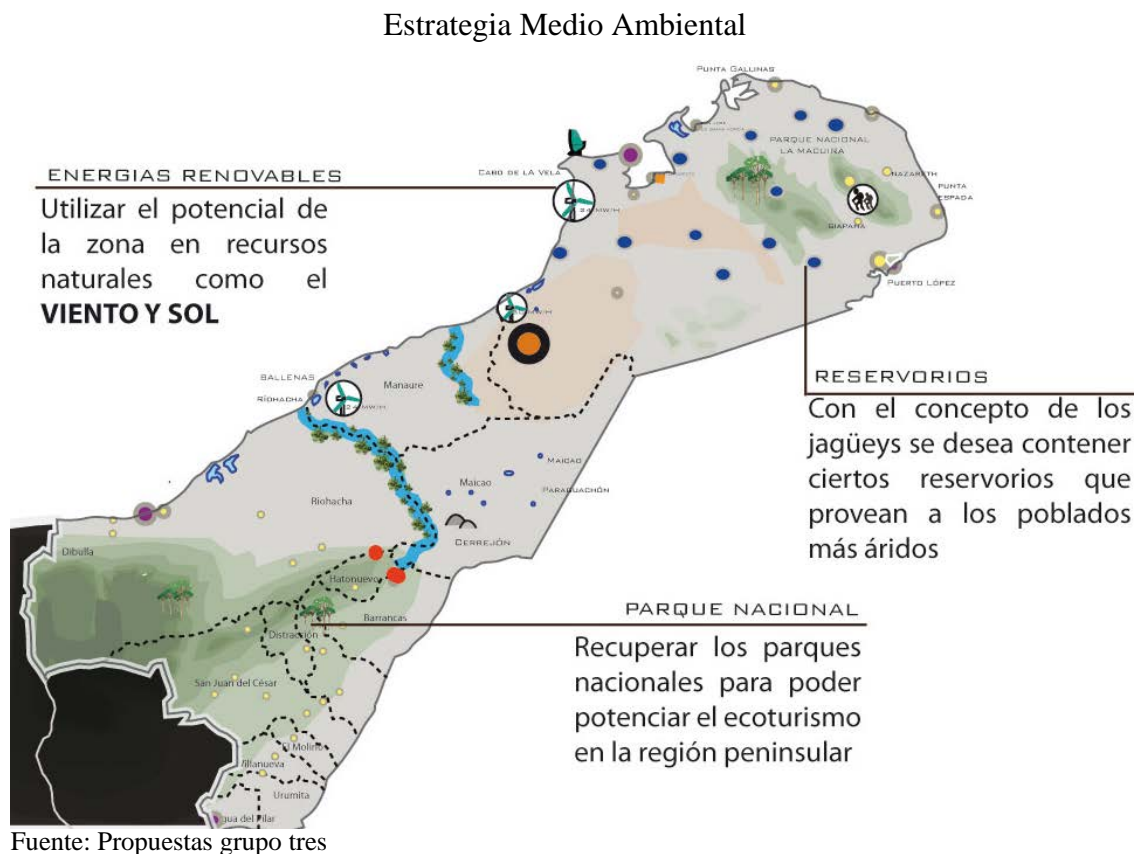 Estrategia Medio Ambiental
PUNTA GALLINAS
PARQUE NACIONAL
LA MACUIRA
ENERGIAS RENOVABLES
CABO DE LA VELA
NAZARETH
PUNTA
ESPADA
Utilizar el potencial de
la zona en recursos
naturales como el
VIENTO Y SOL
SIAPANA
PUERTO LÓPEZ
BALLENAS
Manaure
RÍOHACHA
RESERVORIOS
Con el concepto de los
jagüeys se desea contener
ciertos reservorios que
provean a los poblados
más áridos
MAICAO
Maicao
PARAGUACHÓN
Riohacha
CERREJÓN
Dibulla
Hatonuevo
Barrancas
Distracción
PARQUE NACIONAL
Recuperar los parques
nacionales para poder
potenciar el ecoturismo
en la región peninsular
San Juan del César
El Molino
Villanueva
Urumita
gua del Pilar
Fuente: Propuestas grupo tres